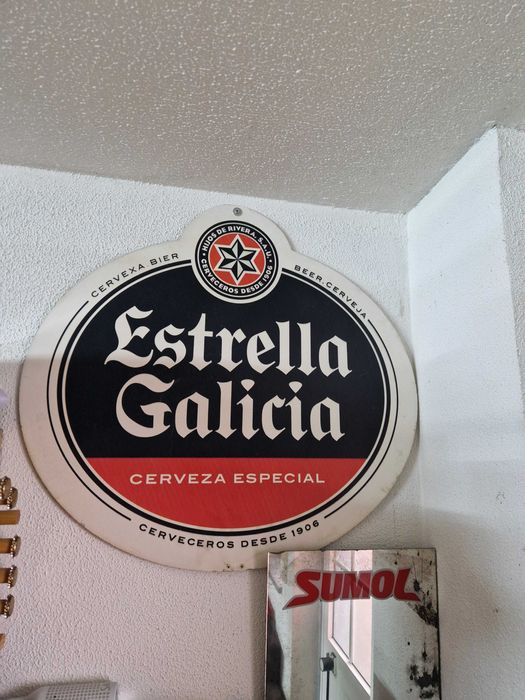 HIJOS DE RIVERA, S.A.U.
CERVECEROS DESDE 1906
CERVEXA BIER
BEER.CERVEJA
Estrella
Galicia
CERVEZA ESPECIAL
CERVECEROS DESDE 1906
SUMOL